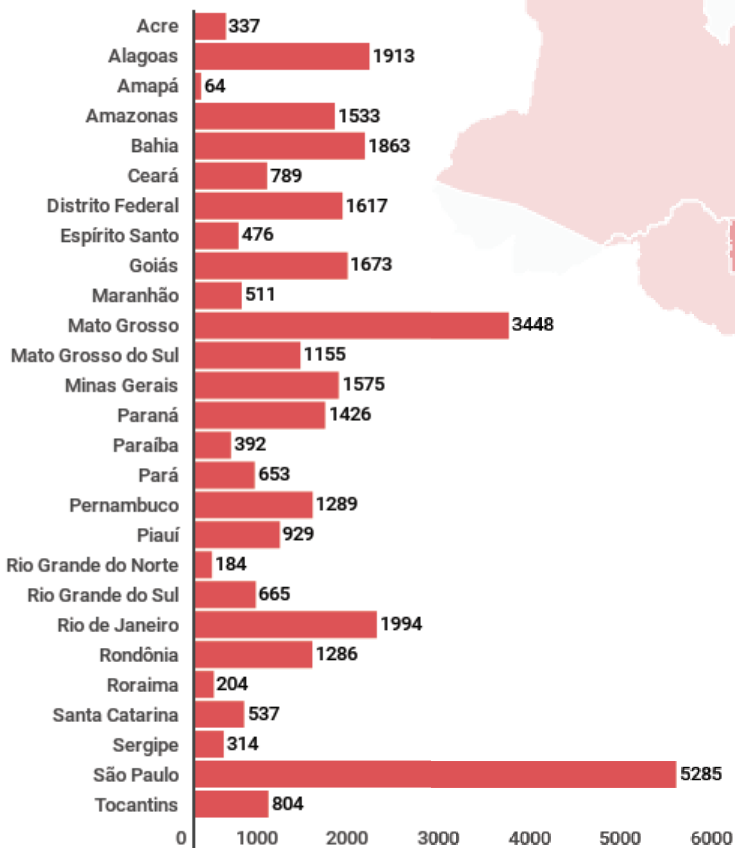 Acre 337
Alagoas 1913
Amapá 64
Amazonas 1533
Bahia 1863
Ceará 789
Distrito Federal 1617
Espírito Santo 476
Goiás 1673
Maranhão 511
Mato Grosso 3448
Mato Grosso do Sul 1155
Minas Gerais 1575
Paraná 1426
Paraíba 392
Pará 653
Pernambuco 1289
Piauí 929
Rio Grande do Norte 184
Rio Grande do Sul 665
Rio de Janeiro 1994
Rondônia 1286
Roraima 204
Santa Catarina 537
Sergipe 314
São Paulo 5285
Tocantins 804
0 1000 2000 3000 4000 5000 6000